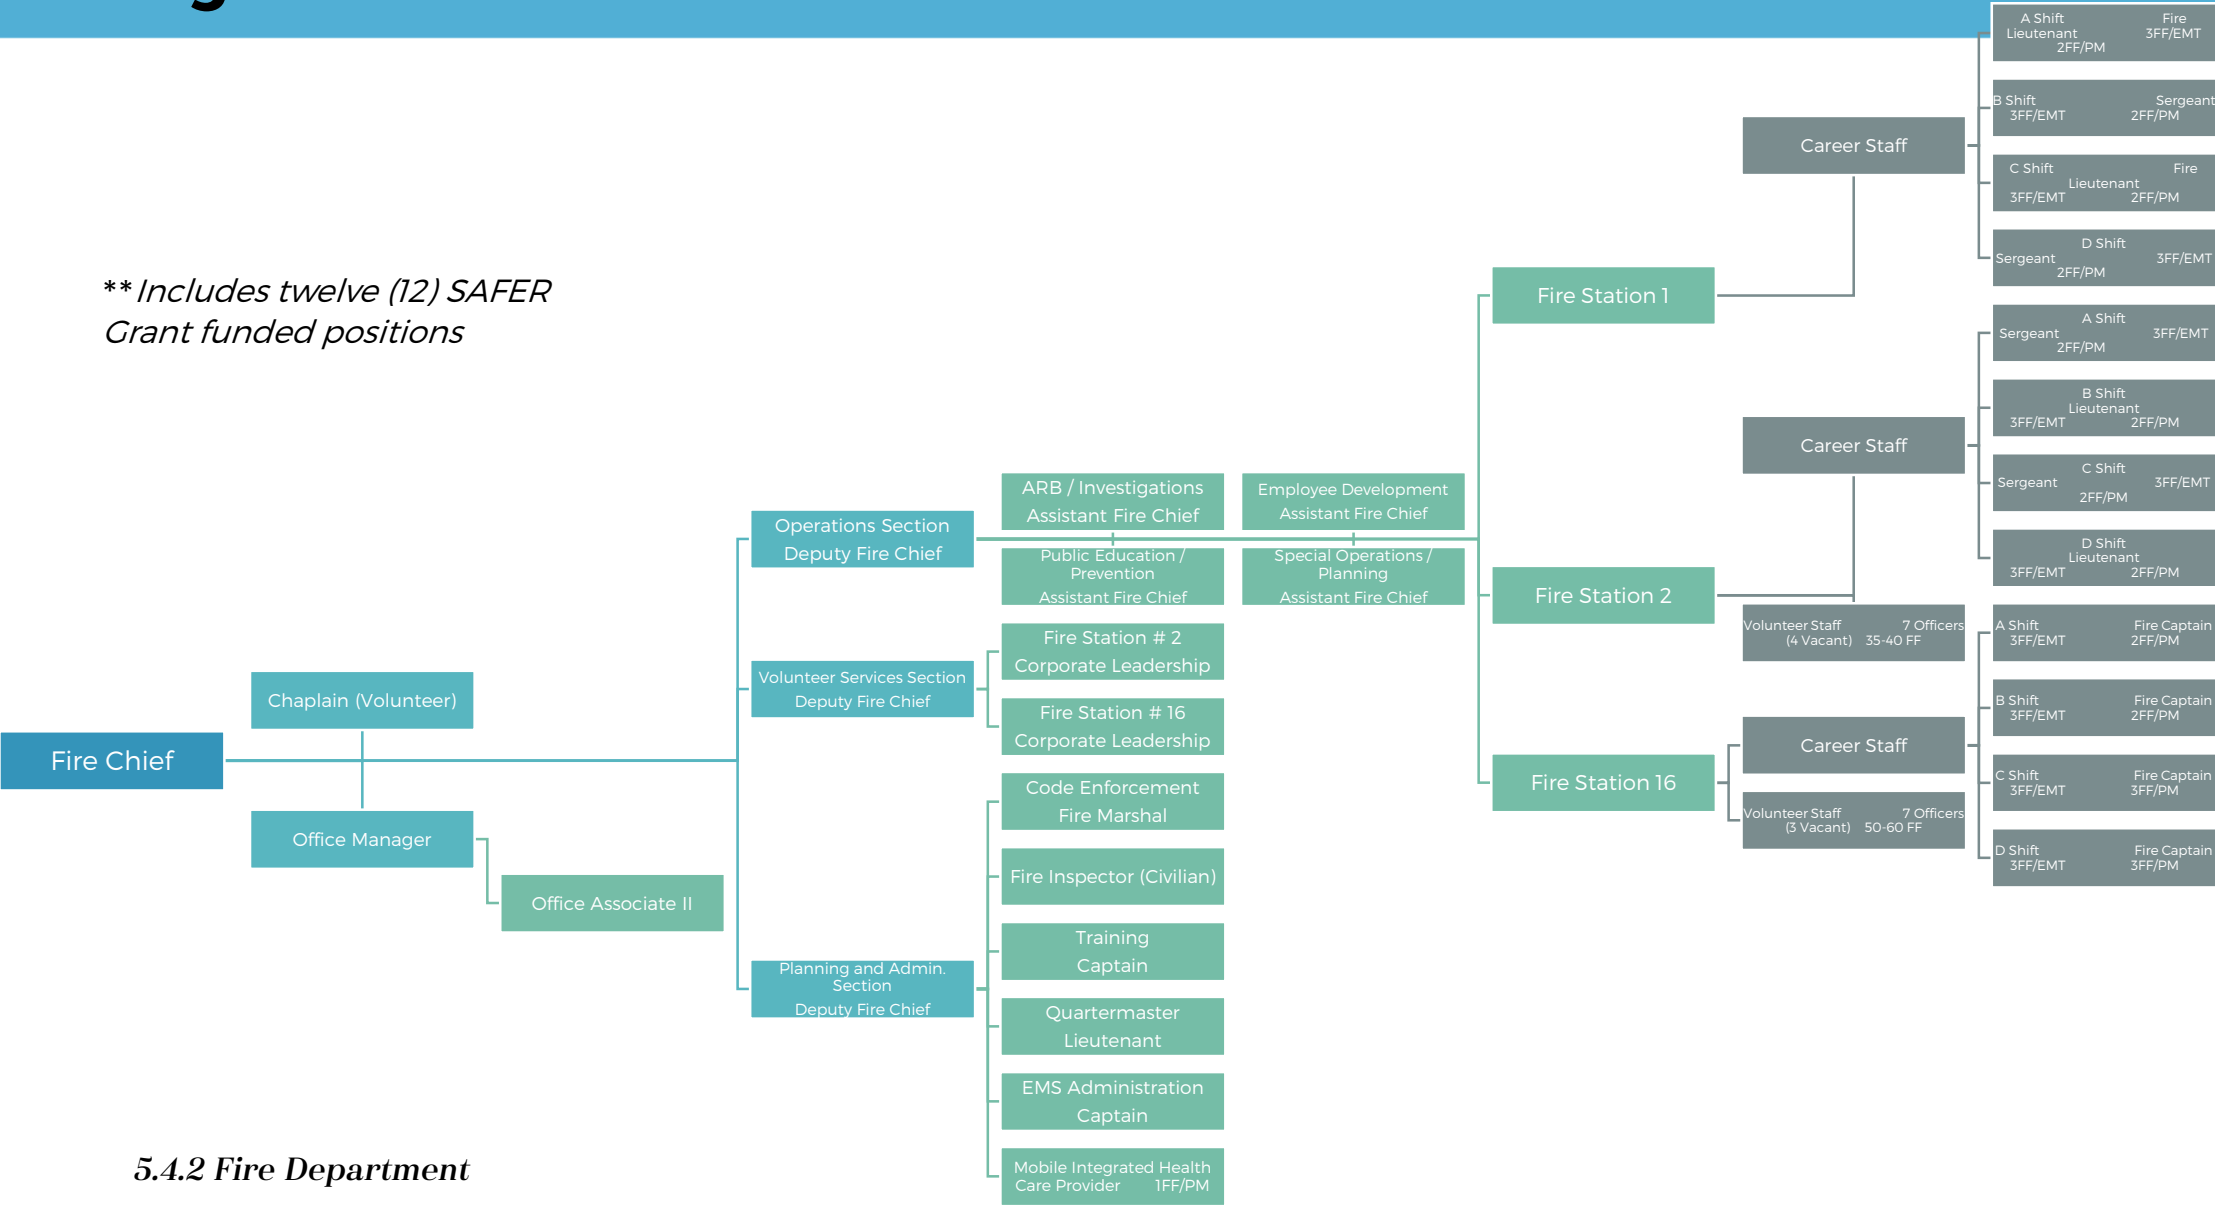 **Includes twelve (12) SAFER
Grant funded positions
Fire Chief
Chaplain (Volunteer)
Office Manager
Office Associate II
Operations Section
Deputy Fire Chief
Volunteer Services Section
Deputy Fire Chief
Planning and Admin.
Section
Deputy Fire Chief
ARB / Investigations
Assistant Fire Chief
Employee Development
Assistant Fire Chief
Public Education /
Prevention
Assistant Fire Chief
Special Operations /
Planning
Assistant Fire Chief
Fire Station # 2
Corporate Leadership
Fire Station # 16
Corporate Leadership
Code Enforcement
Fire Marshal
Fire Inspector (Civilian)
Training
Captain
Quartermaster
Lieutenant
EMS Administration
Captain
Mobile Integrated Health
Care Provider 1FF/PM
Fire Station 1
Career Staff
A Shift Fire
Lieutenant 3FF/EMT
2FF/PM
B Shift Sergeant
3FF/EMT 2FF/PM
C Shift Fire
Lieutenant
3FF/EMT 2FF/PM
D Shift
Sergeant 3FF/EMT
2FF/PM
Fire Station 2
Career Staff
A Shift
Sergeant 3FF/EMT
2FF/PM
B Shift
Lieutenant
3FF/EMT 2FF/PM
C Shift
Sergeant 3FF/EMT
2FF/PM
D Shift
Lieutenant
3FF/EMT 2FF/PM
Volunteer Staff 7 Officers
(4 Vacant) 35-40 FF
Fire Station 16
Career Staff
A Shift Fire Captain
3FF/EMT 2FF/PM
B Shift Fire Captain
3FF/EMT 2FF/PM
C Shift Fire Captain
3FF/EMT 3FF/PM
D Shift Fire Captain
3FF/EMT 3FF/PM
Volunteer Staff 7 Officers
(3 Vacant) 50-60 FF
5.4.2 Fire Department